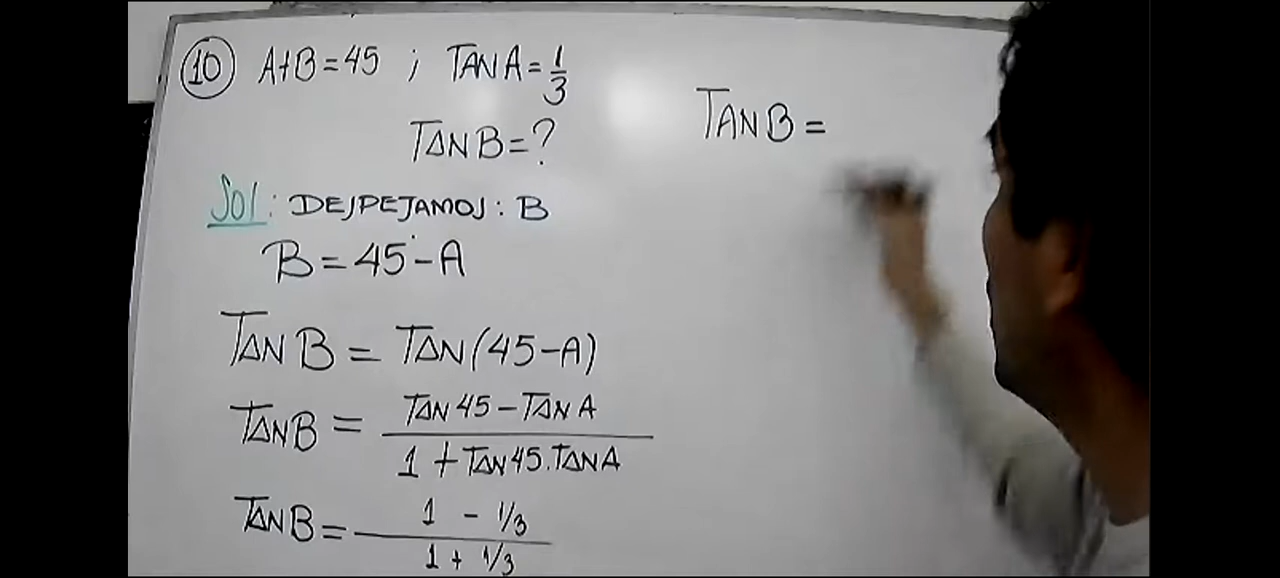 10 A+B=45 ; TAN A = 1/3
TAN B = ?
Sol: DESPEJAMOS: B
B = 45 - A
TAN B = TAN(45-A)
TAN B = TAN 45 - TAN A / 1 + TAN 45 . TAN A
TAN B = 1 - 1/3 / 1 + 1/3
TAN B =